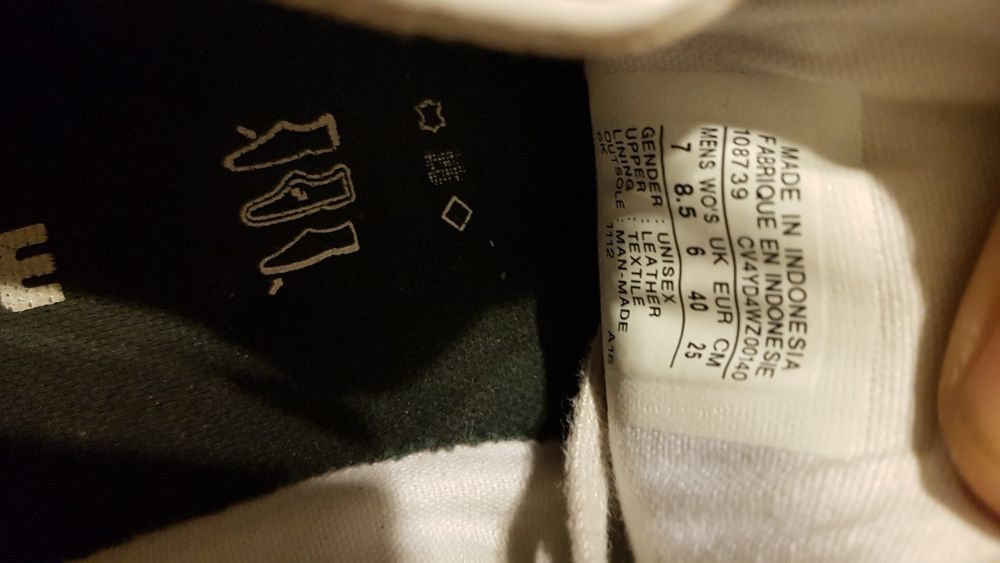 MADE IN INDONESIA
FABRIQUE EN INDONESIE
108739 CV4YD4WZ00140
MENS WO'S UK EUR CM
7 8.5 6 40 25
GENDER : UNISEX
UPPER : LEATHER
LINING : TEXTILE
OUTSOLE : MAN-MADE
SK 1112 A16